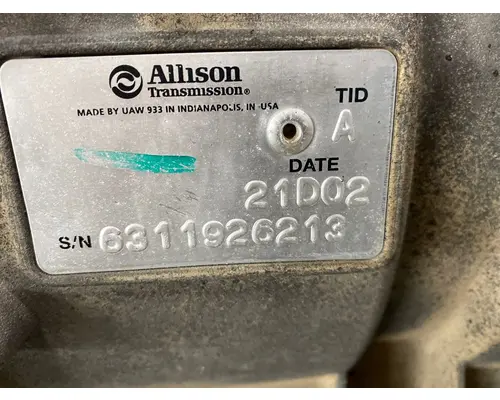 Allison
Transmission®
MADE BY UAW 933 IN INDIANAPOLIS, IN USA
TID
A
DATE
21D02
S/N 6311926213